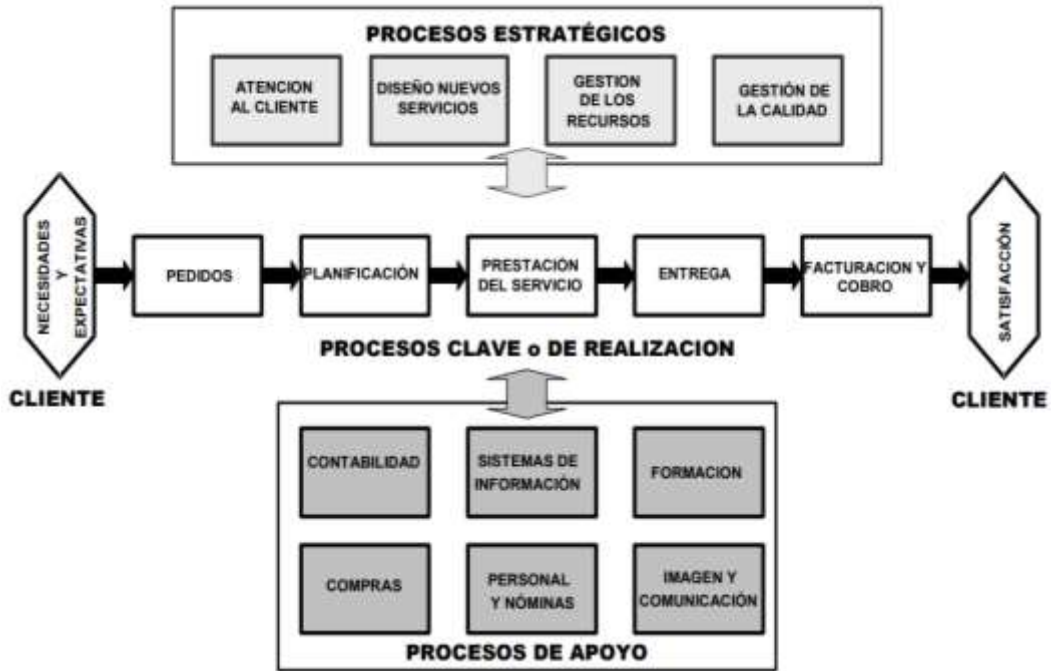 PROCESOS ESTRATÉGICOS
ATENCION
AL CLIENTE
DISEÑO NUEVOS
SERVICIOS
GESTION
DE LOS
RECURSOS
GESTIÓN DE
LA CALIDAD
NECESIDADES
Y
EXPECTATIVAS
CLIENTE
PEDIDOS
PLANIFICACIÓN
PRESTACIÓN
DEL SERVICIO
ENTREGA
FACTURACION Y
COBRO
SATISFACCIÓN
CLIENTE
PROCESOS CLAVE o DE REALIZACION
CONTABILIDAD
SISTEMAS DE
INFORMACIÓN
FORMACION
COMPRAS
PERSONAL
Y NÓMINAS
IMAGEN Y
COMUNICACIÓN
PROCESOS DE APOYO